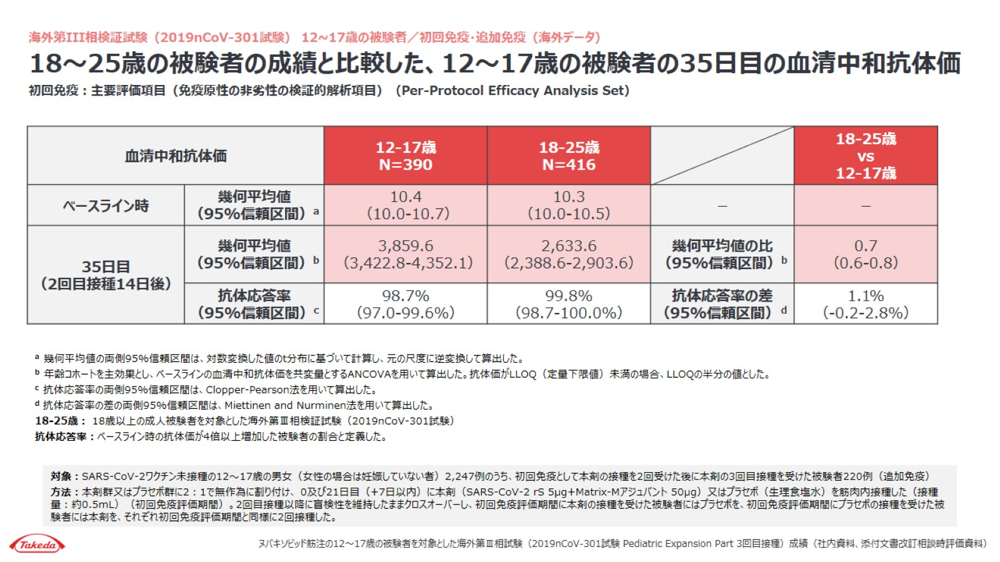 海外第III相検証試験（2019nCoV-301試験） 12~17歳の被験者／初回免疫・追加免疫（海外データ）
18～25歳の被験者の成績と比較した、12～17歳の被験者の35日目の血清中和抗体価
初回免疫：主要評価項目（免疫原性の非劣性の検証的解析項目）（Per-Protocol Efficacy Analysis Set）
血清中和抗体価
12-17歳
N=390
18-25歳
N=416
18-25歳
vs
12-17歳
ベースライン時
幾何平均値
（95%信頼区間）a
10.4
（10.0-10.7）
10.3
（10.0-10.5）
–
–
35日目
（2回目接種14日後）
幾何平均値
（95%信頼区間）b
3,859.6
（3,422.8-4,352.1）
2,633.6
（2,388.6-2,903.6）
幾何平均値の比
（95%信頼区間）b
0.7
（0.6-0.8）
抗体応答率
（95%信頼区間）c
98.7%
（97.0-99.6%）
99.8%
（98.7-100.0%）
抗体応答率の差
（95%信頼区間）d
1.1%
（-0.2-2.8%）
a 幾何平均値の両側95%信頼区間は、対数変換した値のt分布に基づいて計算し、元の尺度に逆変換して算出した。
b 年齢コホートを主効果とし、ベースラインの血清中和抗体価を共変量とするANCOVAを用いて算出した。抗体価がLLOQ（定量下限値）未満の場合、LLOQの半分の値とした。
c 抗体応答率の両側95%信頼区間は、Clopper-Pearson法を用いて算出した。
d 抗体応答率の差の両側95%信頼区間は、Miettinen and Nurminen法を用いて算出した。
18-25歳： 18歳以上の成人被験者を対象とした海外第Ⅲ相検証試験（2019nCoV-301試験）
抗体応答率：ベースライン時の抗体価が4倍以上増加した被験者の割合と定義した。
対象：SARS-CoV-2ワクチン未接種の12～17歳の男女（女性の場合は妊娠していない者）2,247例のうち、初回免疫として本剤の接種を2回受けた後に本剤の3回目接種を受けた被験者220例（追加免疫）
方法：本剤群又はプラセボ群に2：1で無作為に割り付け、0及び21日目（+7日以内）に本剤（SARS-CoV-2 rS 5μg+Matrix-Mアジュバント 50μg）又はプラセボ（生理食塩水）を筋肉内接種した（接種
量：約0.5mL）（初回免疫評価期間）。2回目接種以降に盲検性を維持したままクロスオーバーし、初回免疫評価期間に本剤の接種を受けた被験者にはプラセボを、初回免疫評価期間にプラセボの接種を受けた被
験者には本剤を、それぞれ初回免疫評価期間と同様に2回接種した。
Takeda
ヌバキソビッド筋注の12～17歳の被験者を対象とした海外第Ⅲ相試験（2019nCoV-301試験 Pediatric Expansion Part 3回目接種）成績（社内資料、添付文書改訂相談時評価資料）